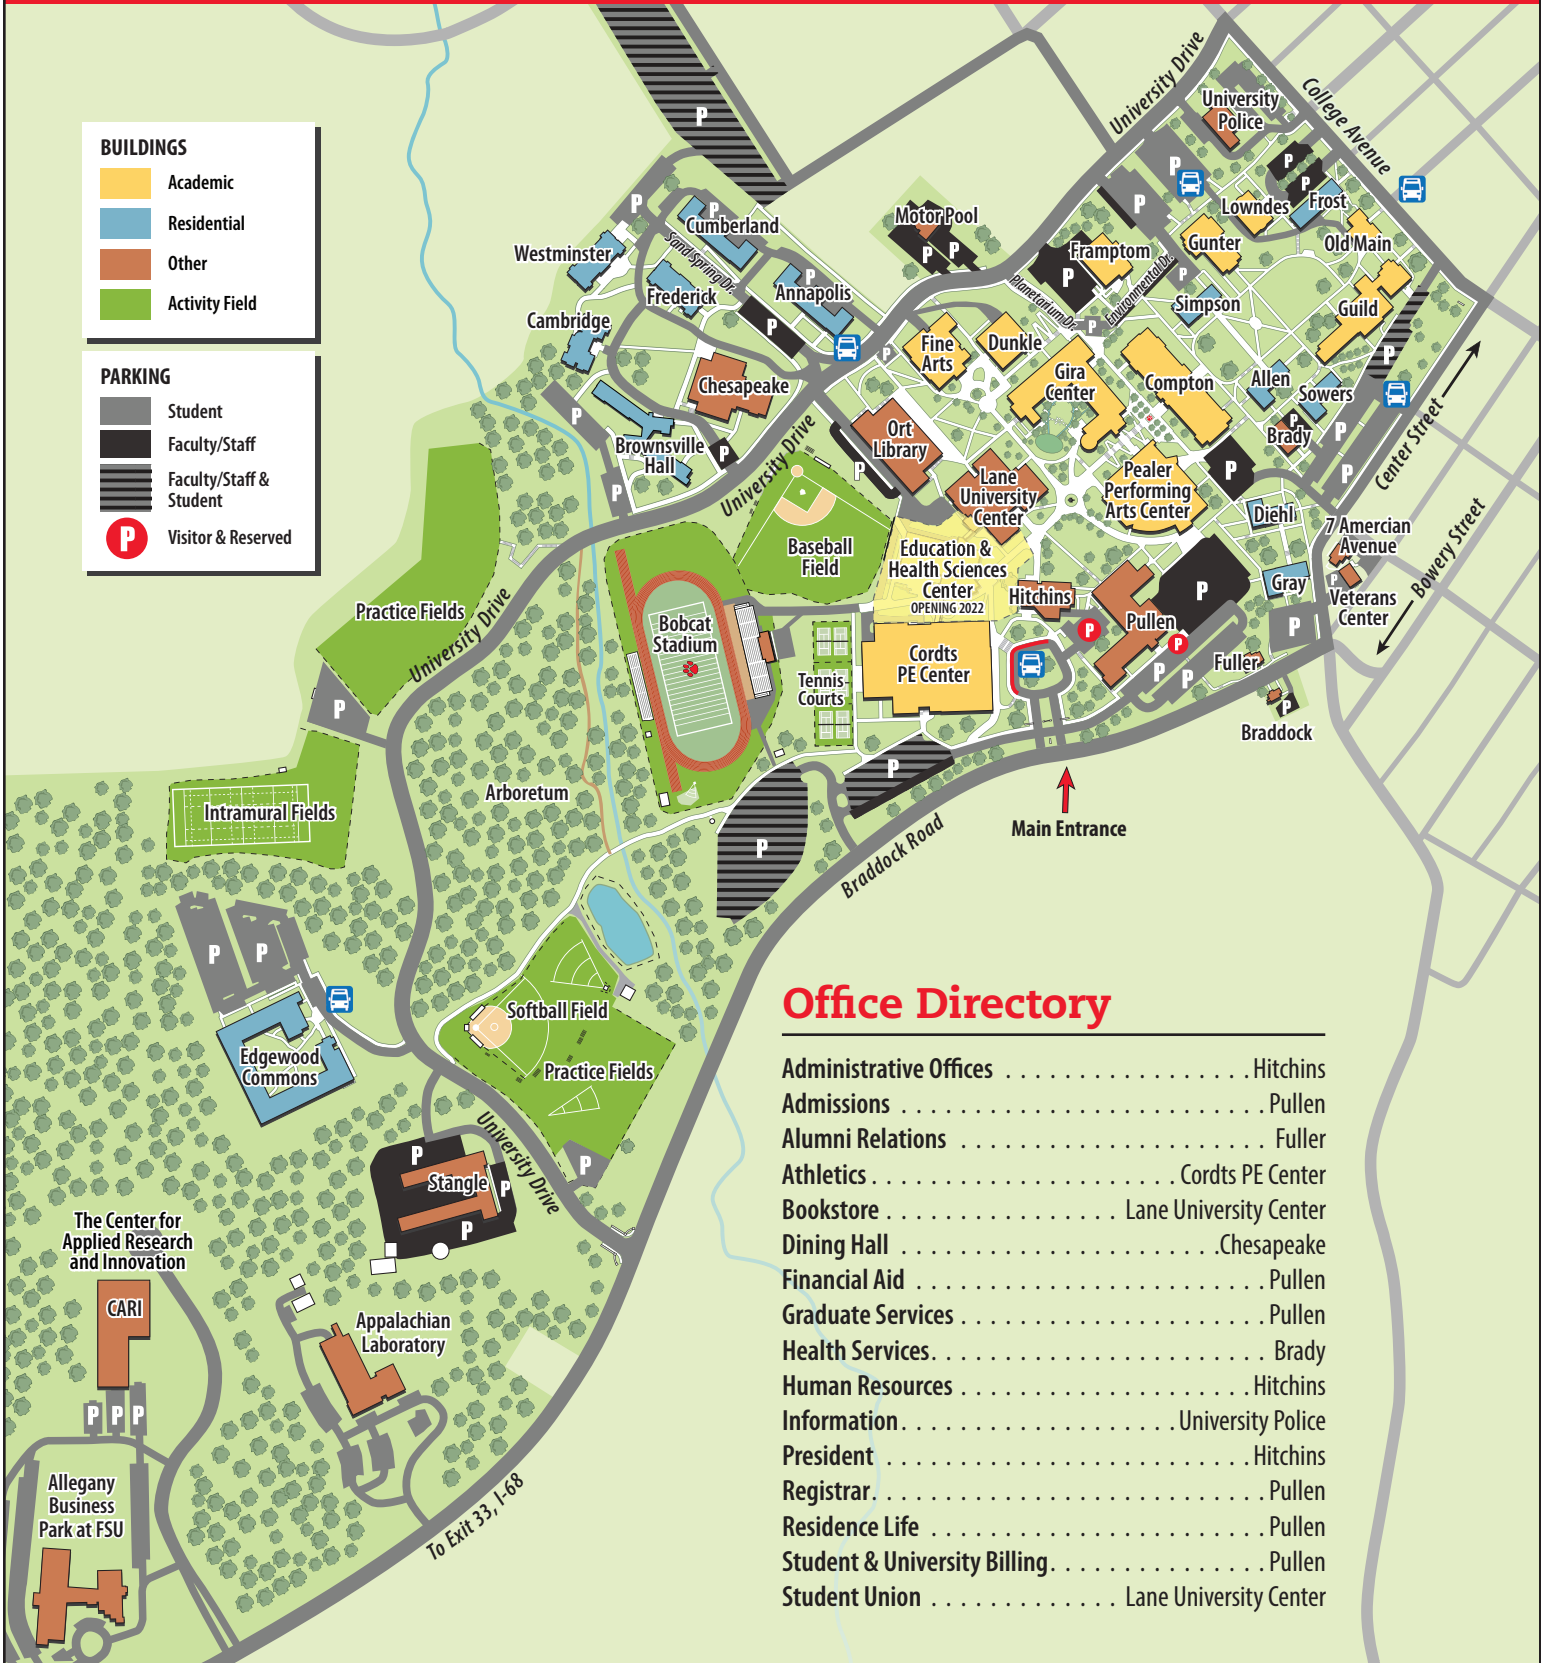 BUILDINGS
Academic
Residential
Other
Activity Field
PARKING
Student
Faculty/Staff
Faculty/Staff &
Student
P
Visitor & Reserved
University Drive
College Avenue
University
Police
P
P
P
P
P
P
P
Lowndes
Frost
Motor Pool
P
P
Cumberland
Sand Spring Dr.
Westminster
Frederick
P
Annapolis
P
Cambridge
Framptom
P
Gunter
Old Main
Planetarium Dr.
Environmental Dr.
P
Simpson
Guild
P
P
P
Fine
Arts
Dunkle
Gira
Center
Compton
Allen
Sowers
Chesapeake
P
Brownsville
Hall
P
P
University Drive
Ort
Library
P
Brady
P
P
P
P
Center Street
Lane
University
Center
Pealer
Performing
Arts Center
Diehl
7 Amercian
Avenue
Bowery Street
Baseball
Field
Education &
Health Sciences
Center
OPENING 2022
Hitchins
P
Gray
P
Veterans
Center
Practice Fields
University Drive
Bobcat
Stadium
Pullen
P
P
P
P
P
Cordts
PE Center
Fuller
Tennis
Courts
P
Braddock
P
Arboretum
P
Intramural Fields
Main Entrance
P
Braddock Road
P
P
Softball Field
Edgewood
Commons
Practice Fields
P
Stangle
P
P
P
University Drive
The Center for
Applied Research
and Innovation
CARI
Appalachian
Laboratory
P
P
P
Allegany
Business
Park at FSU
To Exit 33, I-68
Office Directory
Administrative Offices . . . . . . . . . . . . . . . . . Hitchins
Admissions . . . . . . . . . . . . . . . . . . . . . . . . . Pullen
Alumni Relations . . . . . . . . . . . . . . . . . . . . . Fuller
Athletics . . . . . . . . . . . . . . . . . . . . . Cordts PE Center
Bookstore . . . . . . . . . . . . . . . . Lane University Center
Dining Hall . . . . . . . . . . . . . . . . . . . . . .Chesapeake
Financial Aid . . . . . . . . . . . . . . . . . . . . . . . . Pullen
Graduate Services . . . . . . . . . . . . . . . . . . . . . Pullen
Health Services. . . . . . . . . . . . . . . . . . . . . . . Brady
Human Resources . . . . . . . . . . . . . . . . . . . . Hitchins
Information . . . . . . . . . . . . . . . . . . . University Police
President . . . . . . . . . . . . . . . . . . . . . . . . . Hitchins
Registrar. . . . . . . . . . . . . . . . . . . . . . . . . . . Pullen
Residence Life . . . . . . . . . . . . . . . . . . . . . . . Pullen
Student & University Billing. . . . . . . . . . . . . . . Pullen
Student Union . . . . . . . . . . . . . Lane University Center